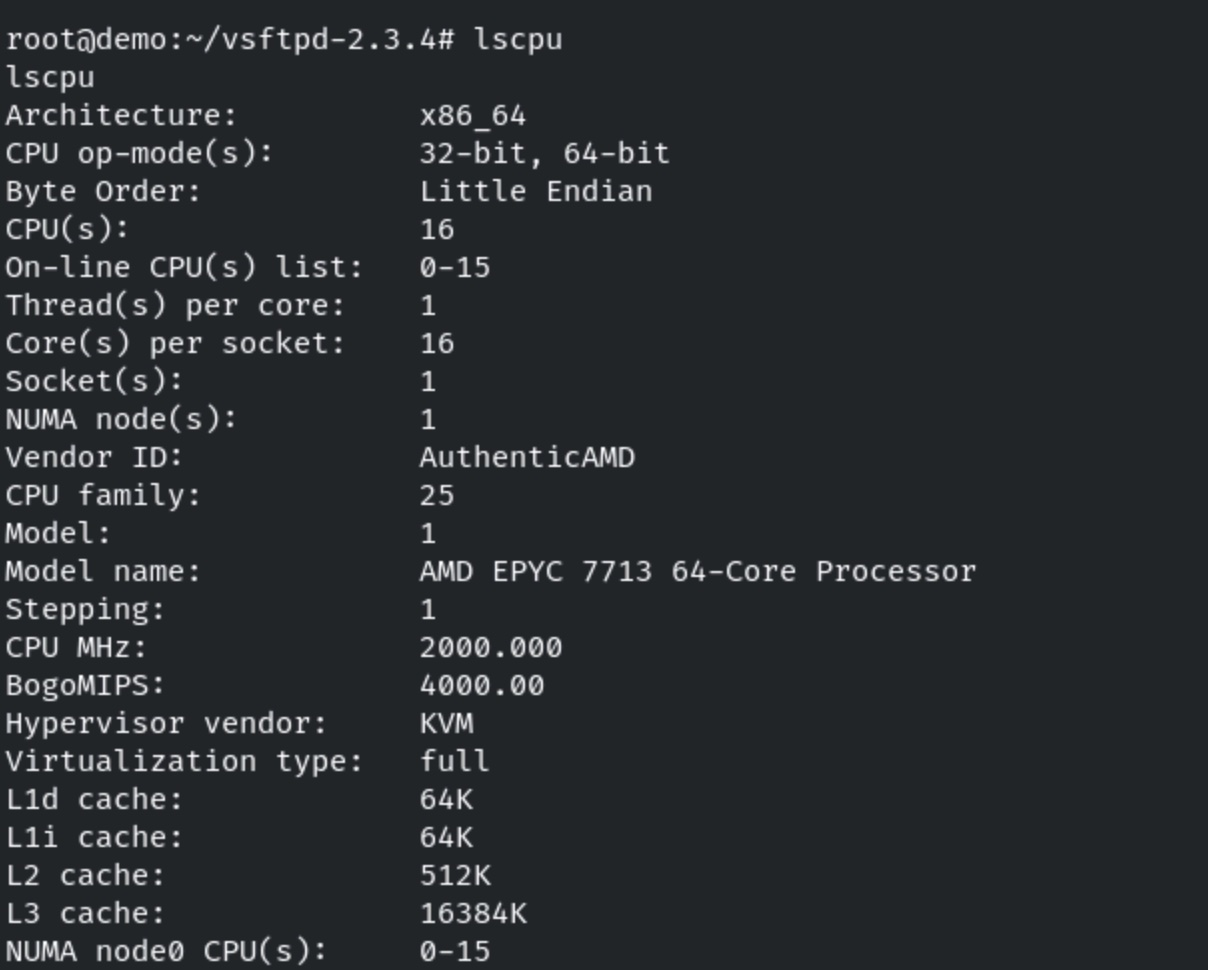 root@demo:~/vsftpd-2.3.4# lscpu
lscpu
Architecture:          x86_64
CPU op-mode(s):        32-bit, 64-bit
Byte Order:            Little Endian
CPU(s):                16
On-line CPU(s) list:   0-15
Thread(s) per core:    1
Core(s) per socket:    16
Socket(s):             1
NUMA node(s):          1
Vendor ID:             AuthenticAMD
CPU family:            25
Model:                 1
Model name:            AMD EPYC 7713 64-Core Processor
Stepping:              1
CPU MHz:               2000.000
BogoMIPS:              4000.00
Hypervisor vendor:     KVM
Virtualization type:   full
L1d cache:             64K
L1i cache:             64K
L2 cache:              512K
L3 cache:              16384K
NUMA node0 CPU(s):     0-15